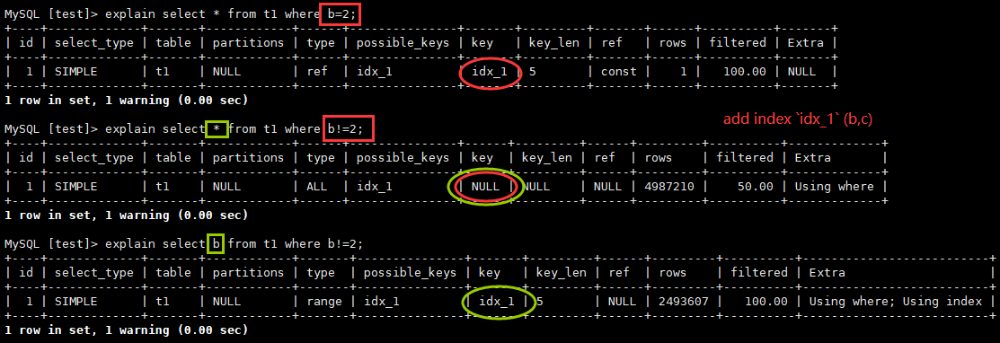 MySQL [test]> explain select * from t1 where b=2;
+----+-------------+-------+------------+------+---------------+-------+---------+-------+------+----------+-------+
| id | select_type | table | partitions | type | possible_keys | key | key_len | ref | rows | filtered | Extra |
+----+-------------+-------+------------+------+---------------+-------+---------+-------+------+----------+-------+
| 1 | SIMPLE | t1 | NULL | ref | idx_1 | idx_1 | 5 | const | 1 | 100.00 | NULL |
+----+-------------+-------+------------+------+---------------+-------+---------+-------+------+----------+-------+
1 row in set, 1 warning (0.00 sec)
add index `idx_1` (b,c)
MySQL [test]> explain select * from t1 where b!=2;
+----+-------------+-------+------------+------+---------------+------+---------+------+---------+----------+-------------+
| id | select_type | table | partitions | type | possible_keys | key | key_len | ref | rows | filtered | Extra |
+----+-------------+-------+------------+------+---------------+------+---------+------+---------+----------+-------------+
| 1 | SIMPLE | t1 | NULL | ALL | idx_1 | NULL | NULL | NULL | 4987210 | 50.00 | Using where |
+----+-------------+-------+------------+------+---------------+------+---------+------+---------+----------+-------------+
1 row in set, 1 warning (0.00 sec)
MySQL [test]> explain select b from t1 where b!=2;
+----+-------------+-------+------------+-------+---------------+-------+---------+------+---------+----------+--------------------------+
| id | select_type | table | partitions | type | possible_keys | key | key_len | ref | rows | filtered | Extra |
+----+-------------+-------+------------+-------+---------------+-------+---------+------+---------+----------+--------------------------+
| 1 | SIMPLE | t1 | NULL | range | idx_1 | idx_1 | 5 | NULL | 2493607 | 100.00 | Using where; Using index |
+----+-------------+-------+------------+-------+---------------+-------+---------+------+---------+----------+--------------------------+
1 row in set, 1 warning (0.00 sec)